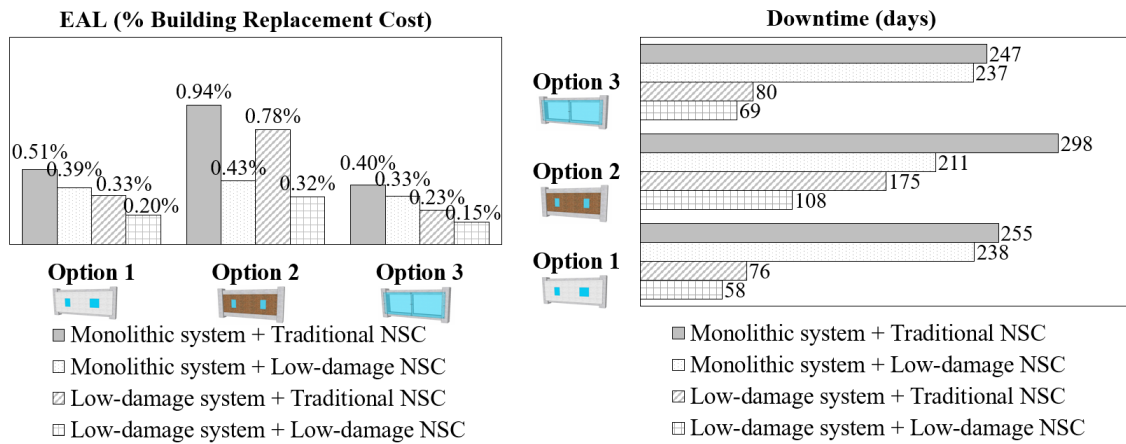 EAL (% Building Replacement Cost)
0.51%
0.39%
0.33%
0.20%
0.94%
0.43%
0.78%
0.32%
0.40%
0.33%
0.23%
0.15%
Option 1
Option 2
Option 3
Monolithic system + Traditional NSC
Monolithic system + Low-damage NSC
Low-damage system + Traditional NSC
Low-damage system + Low-damage NSC
Downtime (days)
Option 3
247
237
80
69
Option 2
298
211
175
108
Option 1
255
238
76
58
Monolithic system + Traditional NSC
Monolithic system + Low-damage NSC
Low-damage system + Traditional NSC
Low-damage system + Low-damage NSC